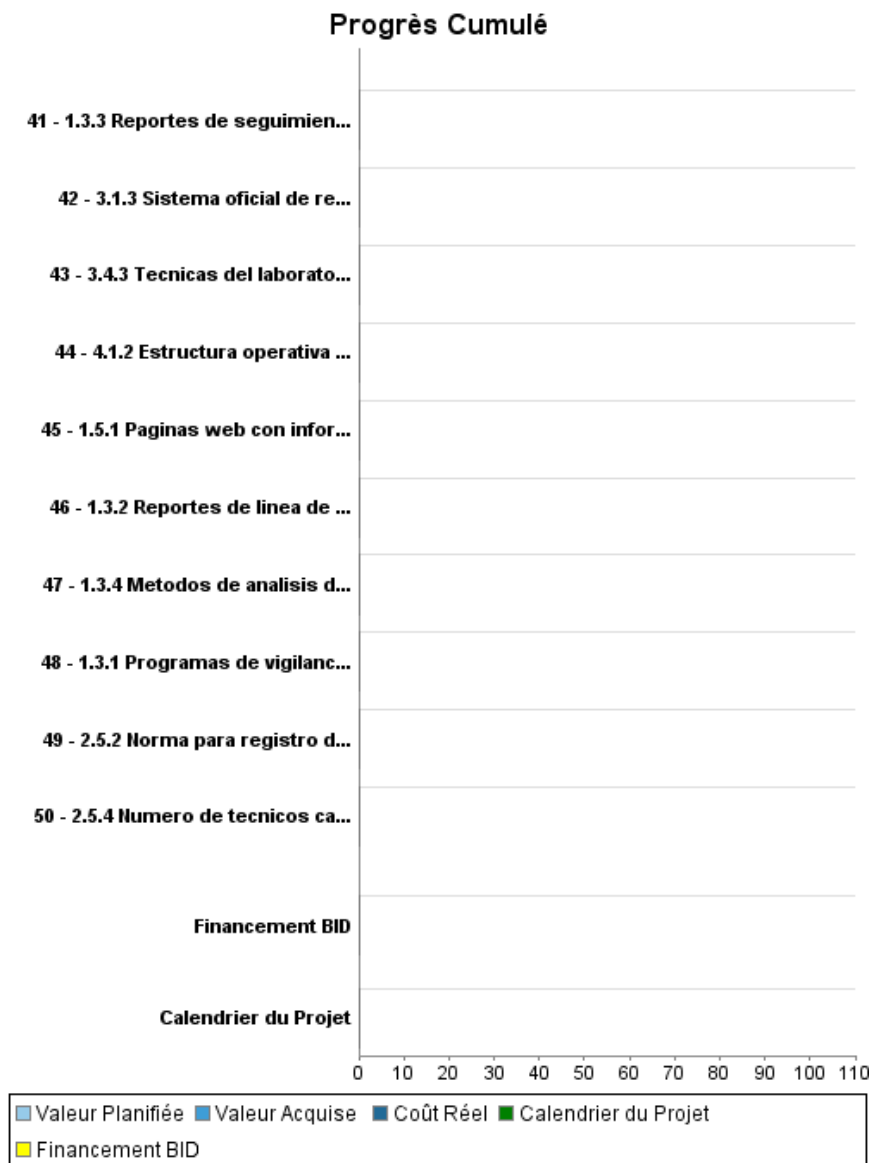 Progrès Cumulé
41 - 1.3.3 Reportes de seguimien...
42 - 3.1.3 Sistema oficial de re...
43 - 3.4.3 Tecnicas del laborato...
44 - 4.1.2 Estructura operativa ...
45 - 1.5.1 Paginas web con infor...
46 - 1.3.2 Reportes de linea de ...
47 - 1.3.4 Metodos de analisis d...
48 - 1.3.1 Programas de vigilanc...
49 - 2.5.2 Norma para registro d...
50 - 2.5.4 Numero de tecnicos ca...
Financement BID
Calendrier du Projet
0 10 20 30 40 50 60 70 80 90 100 110
Valeur Planifiée Valeur Acquise Coût Réel Calendrier du Projet
Financement BID